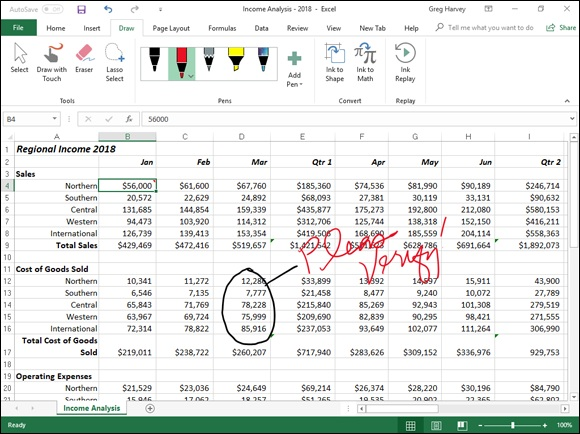 AutoSave Off
Income Analysis - 2018 - Excel
Greg Harvey
File Home Insert Draw Page Layout Formulas Data Review View New Tab Help Tell me what you want to do Share
Select Draw with Touch Eraser Lasso Select Add Pen Ink to Shape Ink to Math Ink Replay
Tools Pens Convert Replay
B4 fx 56000
A B C D E F G H I
1 Regional Income 2018
2 Jan Feb Mar Qtr 1 Apr May Jun Qtr 2
3 Sales
4 Northern $56,000 $61,600 $67,760 $185,360 $74,536 $81,990 $90,189 $246,714
5 Southern 20,572 22,629 24,892 $68,093 27,381 30,119 33,131 $90,632
6 Central 131,685 144,854 159,339 $435,877 175,273 192,800 212,080 $580,153
7 Western 94,473 103,920 114,312 $312,706 125,744 138,318 152,150 $416,211
8 International 126,739 139,413 153,354 $419,506 168,690 185,559 204,114 $558,363
9 Total Sales $429,469 $472,416 $519,657 $1,421,542 $628,786 $691,664 $1,892,073
Please Verify!
10
11 Cost of Goods Sold
12 Northern 10,341 11,272 12,286 $33,899 13,392 14,597 15,911 43,900
13 Southern 6,546 7,135 7,777 $21,458 8,477 9,240 10,072 27,789
14 Central 65,843 71,769 78,228 $215,840 85,269 92,943 101,308 279,519
15 Western 63,967 69,724 75,999 $209,690 82,839 90,295 98,421 271,555
16 International 72,314 78,822 85,916 $237,053 93,649 102,077 111,264 306,990
Total Cost of Goods
17 Sold $219,011 $238,722 $260,207 $717,940 $283,626 $309,152 $336,976 929,753
18
19 Operating Expenses
20 Northern $21,529 $23,036 $24,649 $69,214 $26,374 $28,220 $30,196 $84,790
21 Southern 15,946 17,062 18,257 $51,265 19,535 20,902 22,365 $62,802
Income Analysis
Ready 100%